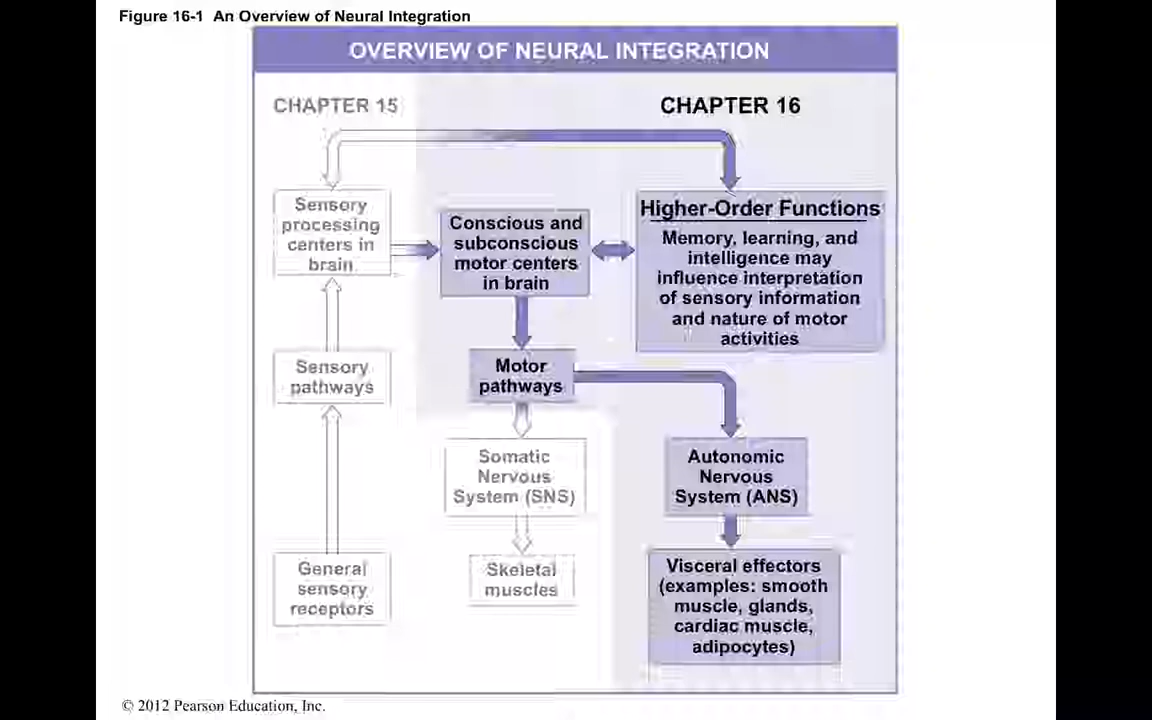 Figure 16-1 An Overview of Neural Integration
OVERVIEW OF NEURAL INTEGRATION
CHAPTER 15
CHAPTER 16
Sensory
processing
centers in
brain
Conscious and
subconscious
motor centers
in brain
Higher-Order Functions
Memory, learning, and
intelligence may
influence interpretation
of sensory information
and nature of motor
activities
Sensory
pathways
Motor
pathways
Somatic
Nervous
System (SNS)
Autonomic
Nervous
System (ANS)
General
sensory
receptors
Skeletal
muscles
Visceral effectors
(examples: smooth
muscle, glands,
cardiac muscle,
adipocytes)
© 2012 Pearson Education, Inc.